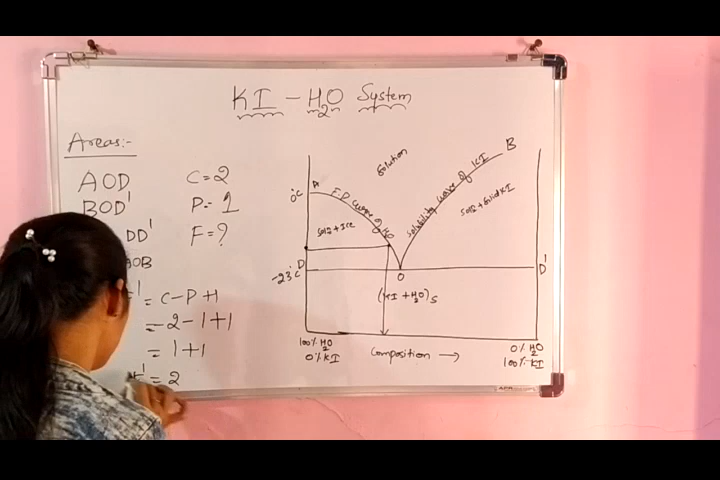 KI - H2O System
Areas:-
AOD
BOD'
DD'
AOB
C = 2
P = 1
F = ?
F' = C - P + 1
= 2 - 1 + 1
= 1 + 1
F' = 2
0°C
A
F.P curve of H2O
Solution
Solubility curve of KI
B
Soln + Ice
Soln + Solid KI
-23°C
D
O
D'
(KI + H2O)s
100% H2O
0% KI
Composition →
0% H2O
100% KI